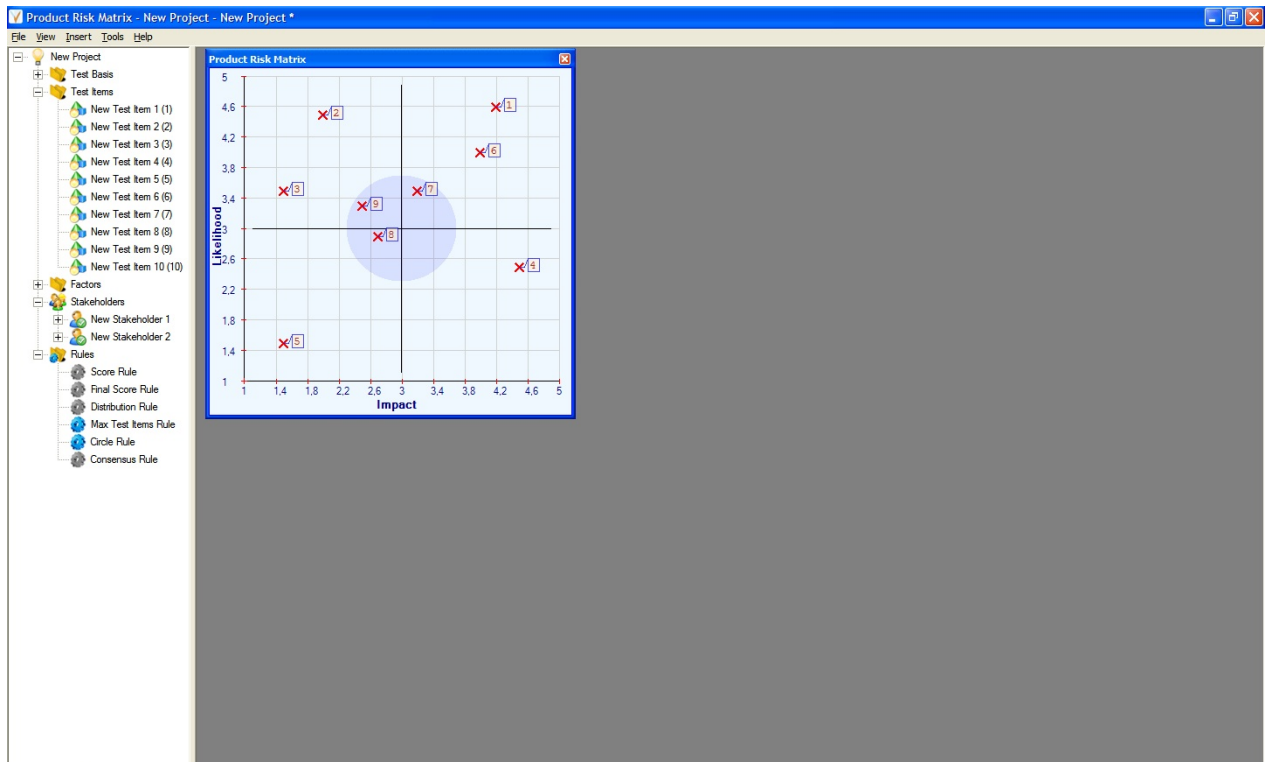 Product Risk Matrix - New Project - New Project *
File View Insert Tools Help
New Project
Test Basis
Test Items
New Test Item 1 (1)
New Test Item 2 (2)
New Test Item 3 (3)
New Test Item 4 (4)
New Test Item 5 (5)
New Test Item 6 (6)
New Test Item 7 (7)
New Test Item 8 (8)
New Test Item 9 (9)
New Test Item 10 (10)
Factors
Stakeholders
New Stakeholder 1
New Stakeholder 2
Rules
Score Rule
Final Score Rule
Distribution Rule
Max Test Items Rule
Circle Rule
Consensus Rule
Product Risk Matrix
5
4,6
4,2
3,8
3,4
3
2,6
2,2
1,8
1,4
1
Likelihood
1
2
6
3
7
9
8
4
5
1 1,4 1,8 2,2 2,6 3 3,4 3,8 4,2 4,6 5
Impact